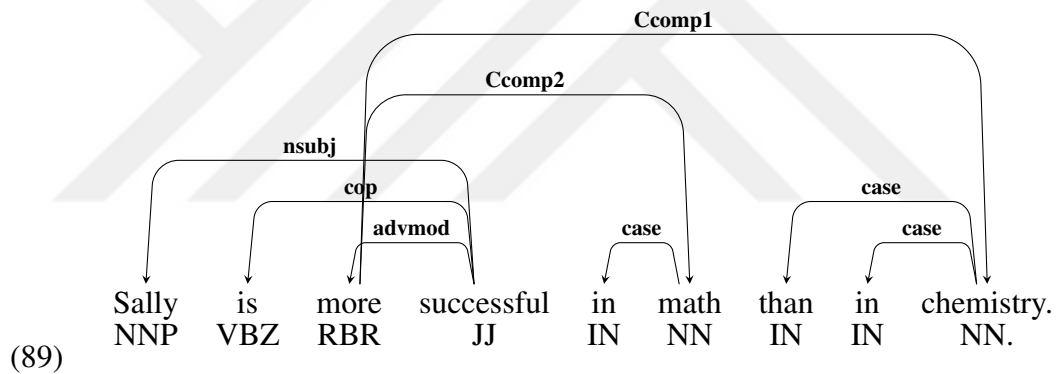 Ccomp1
Ccomp2
nsubj
cop case
advmod case case
Sally is more successful in math than in chemistry.
NNP VBZ RBR JJ IN NN IN IN NN.
(89)